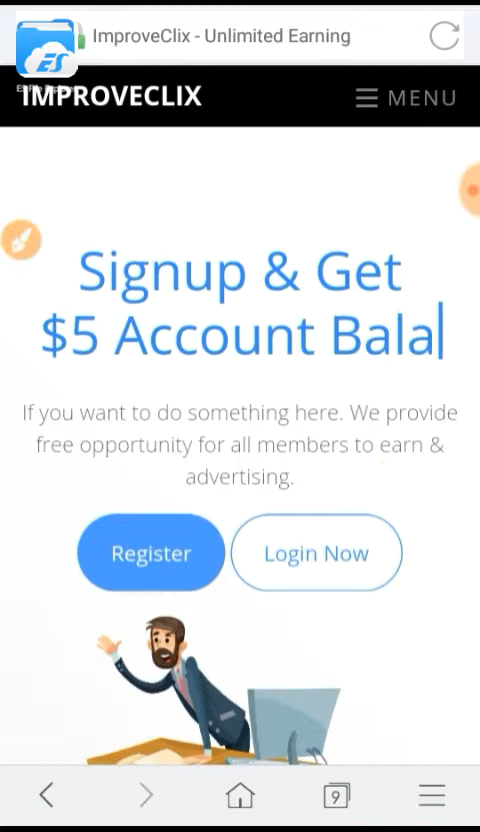 ImproveClix - Unlimited Earning
ES
IMPROVECLIX
MENU
Signup & Get
$5 Account Bala
If you want to do something here. We provide
free opportunity for all members to earn &
advertising.
Register
Login Now
9